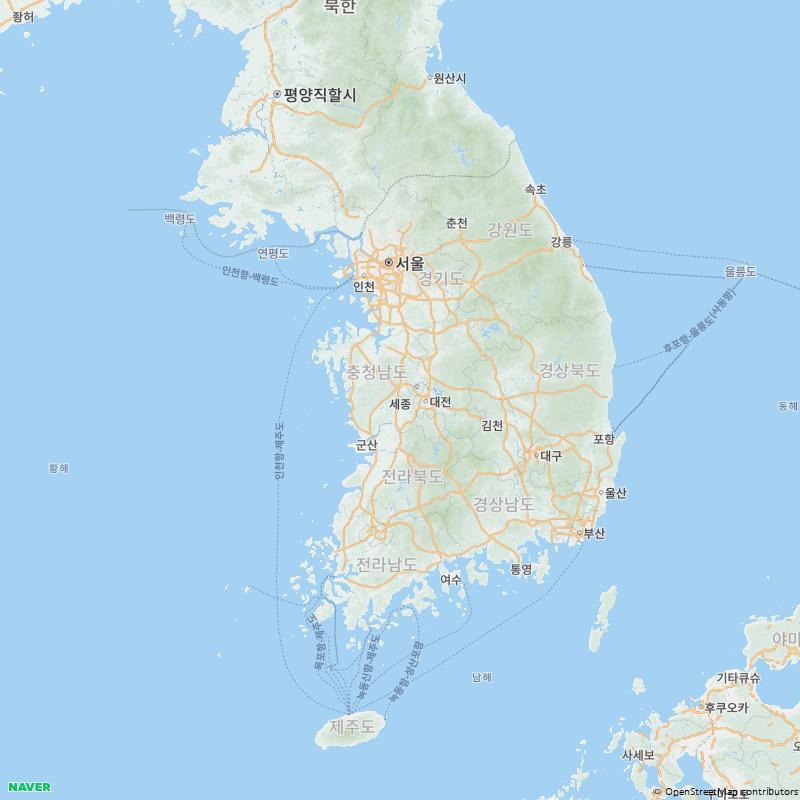 북한
황허
원산시
평양직할시
속초
백령도
춘천
강원도
강릉
연평도
서울
울릉도
인천항-백령도
경기도
인천
후포항-울릉도(사동항)
충청남도
경상북도
세종
대전
동해
김천
인천항-제주도
군산
포항
대구
황해
전라북도
울산
경상남도
부산
전라남도
통영
여수
목포항-제주도
녹동신항-제주도
녹동항-성산포항
야마
남해
기타큐슈
후쿠오카
제주도
사세보
NAVER
© OpenStreetMap contributors